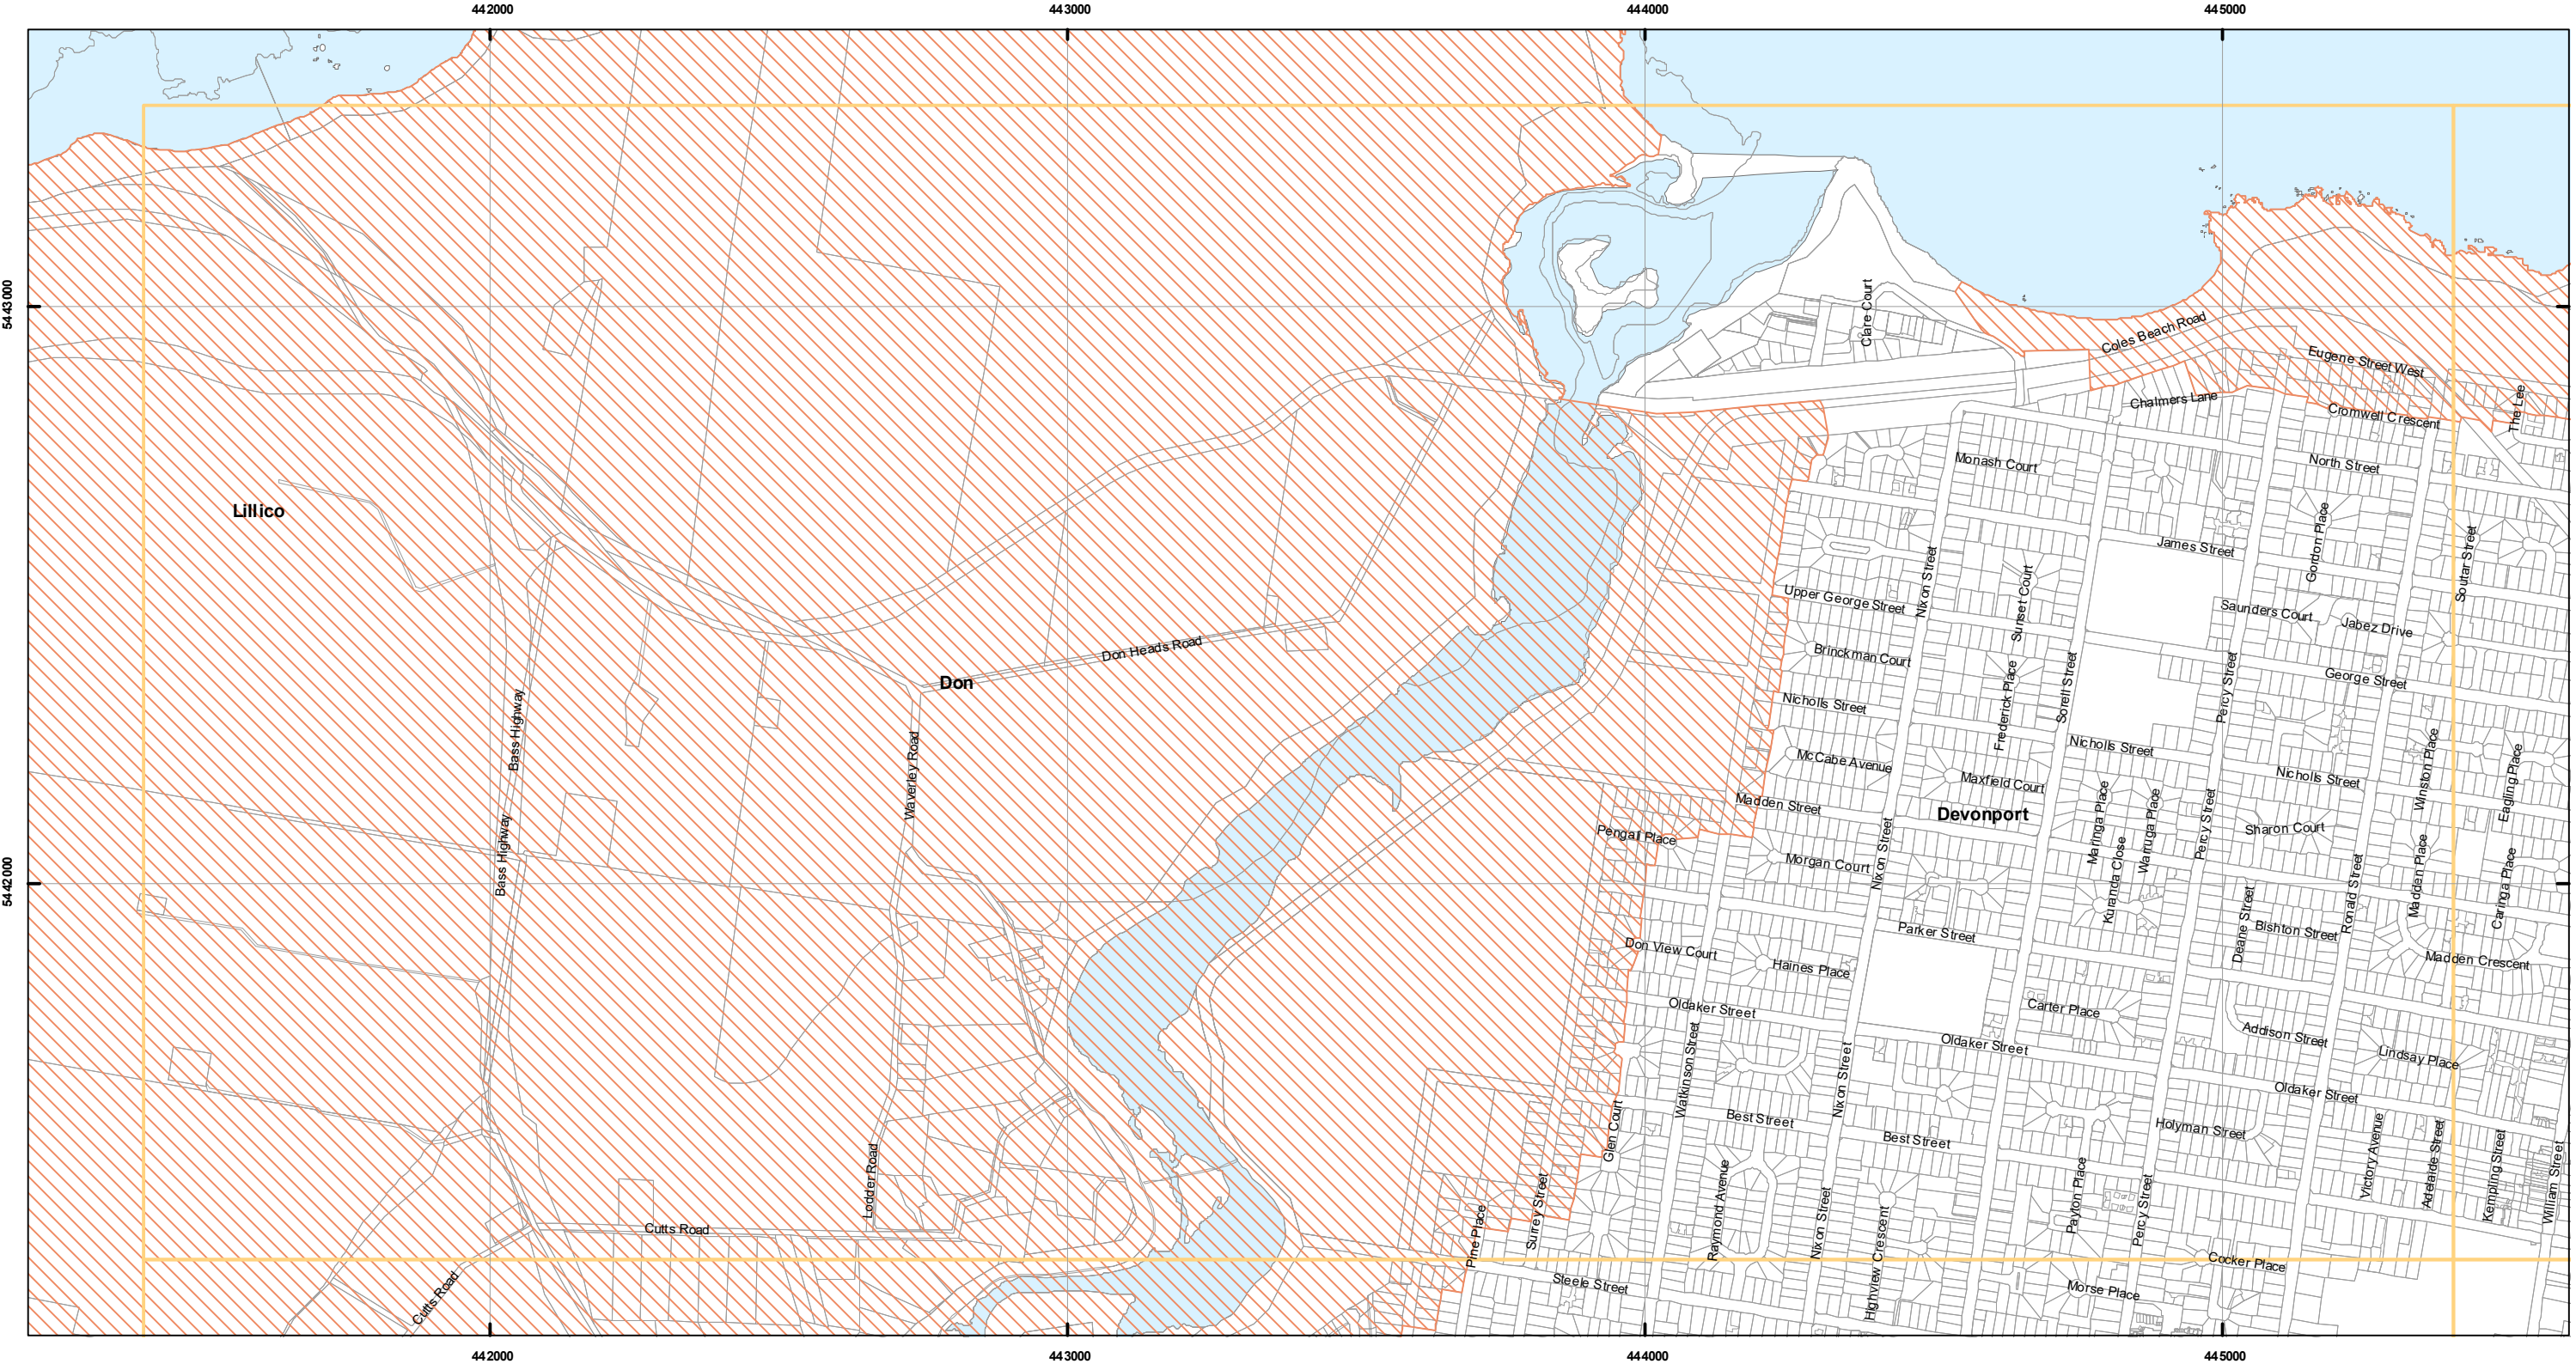 442000
443000
444000
445000
5443000
Clare Court
Coles Beach Road
Eugene Street West
Chalmers Lane
Cromwell Crescent
The Lee
Monash Court
North Street
Lillico
Gordon Place
James Street
Soutar Street
Nixon Street
Sunset Court
Upper George Street
Saunders Court
Jabez Drive
Don Heads Road
Brinckman Court
Don
Frederick Place
Sorell Street
Percy Street
George Street
Bass Highway
Nicholls Street
Waverley Road
McCabe Avenue
Nicholls Street
Maxfield Court
Nicholls Street
Winston Place
Eagling Place
Madden Street
Devonport
Malinga Place
Warruga Place
Percy Street
Pengali Place
Sharon Court
Bass Highway
Nixon Street
Morgan Court
Kuranda Close
Ronald Street
Madden Place
Caringa Place
5442000
Deane Street
Parker Street
Bishton Street
Don View Court
Haines Place
Madden Crescent
Oldaker Street
Carter Place
Addison Street
Watkinson Street
Oldaker Street
Lindsay Place
Nixon Street
Oldaker Street
Best Street
Glen Court
Best Street
Holyman Street
Victory Avenue
Adelaide Street
Kempling Street
William Street
Lodder Road
Surrey Street
Raymond Avenue
Nixon Street
Payton Place
Percy Street
Cutts Road
Pine Place
Highview Crescent
Cocker Place
Cutts Road
Steele Street
Morse Place
442000
443000
444000
445000